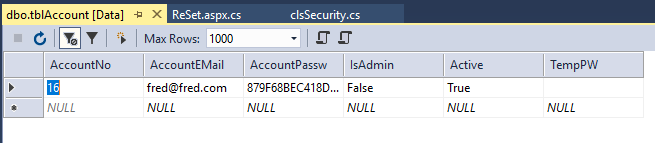 dbo.tblAccount [Data] ReSet.aspx.cs clsSecurity.cs
Max Rows: 1000
AccountNo AccountEMail AccountPassw IsAdmin Active TempPW
16 fred@fred.com 879F68BEC418D... False True
NULL NULL NULL NULL NULL NULL